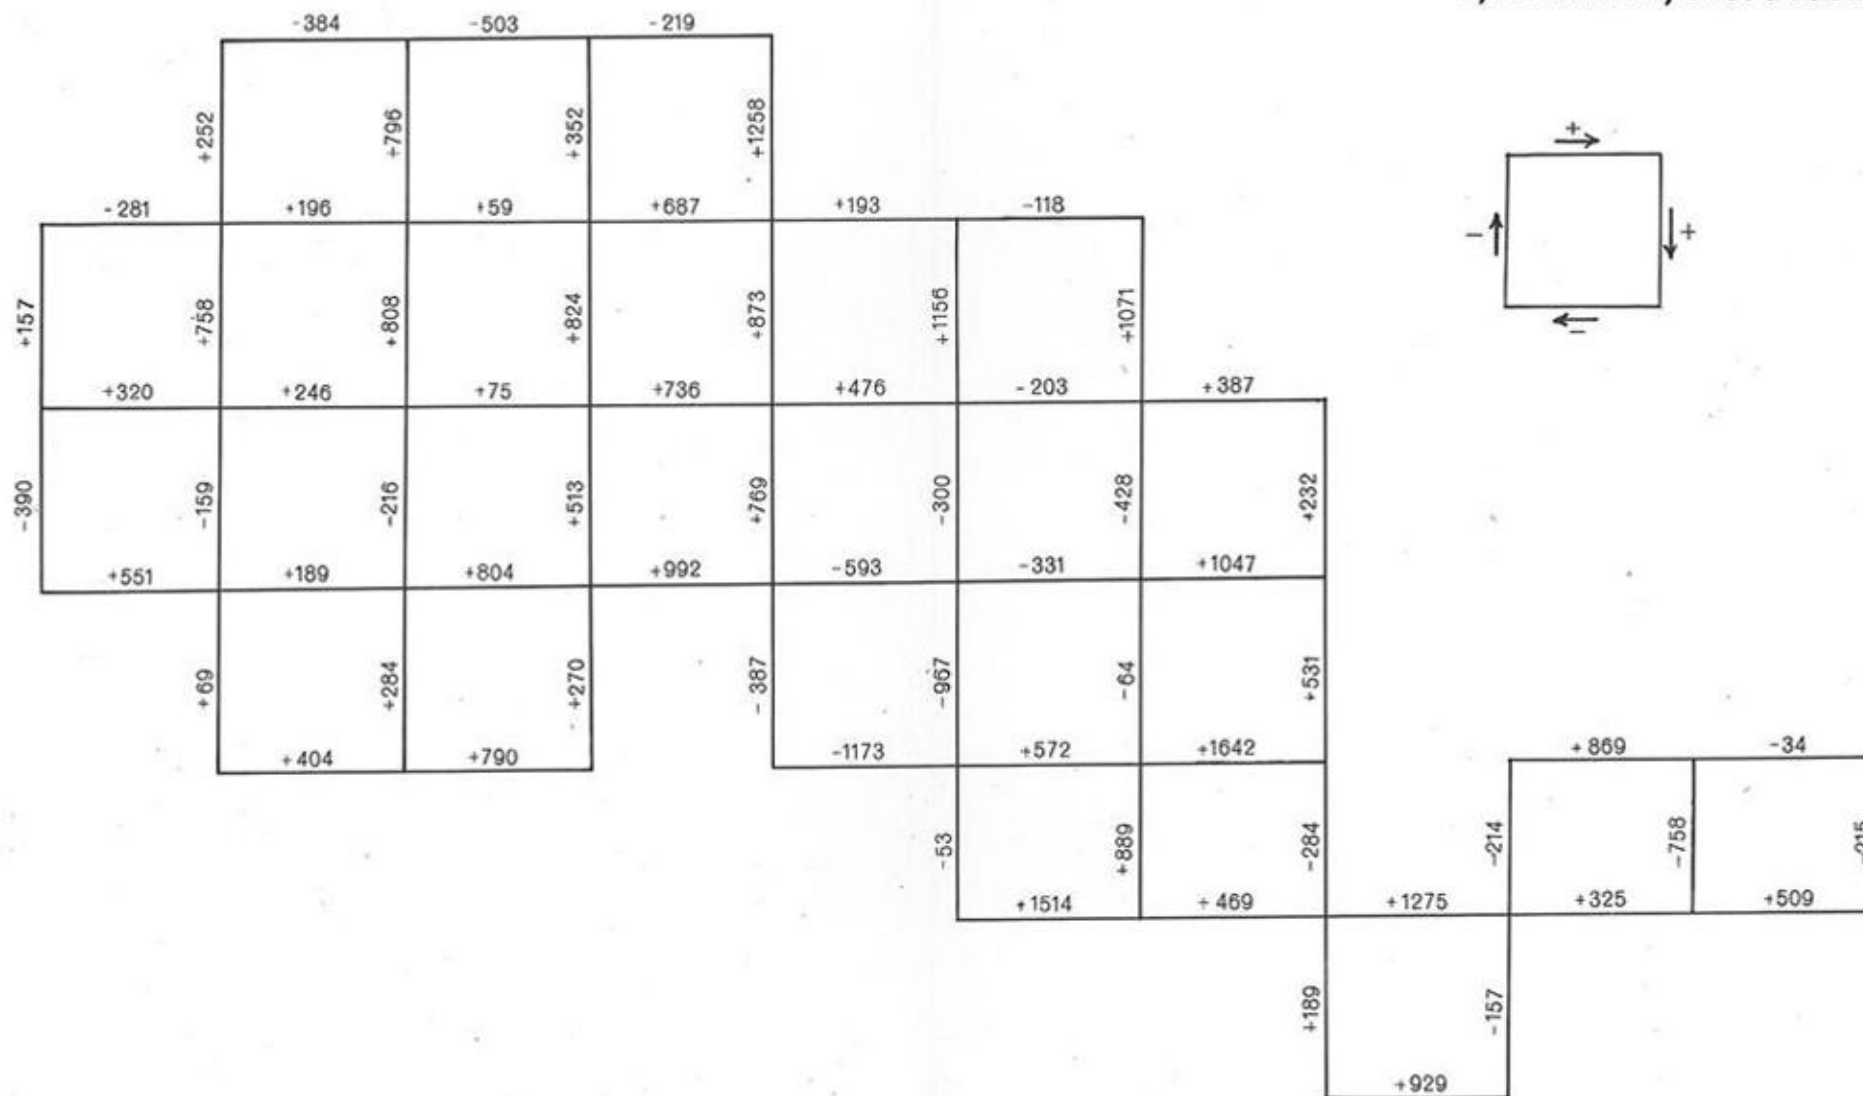 -384 -503 -219
+252 +796 +352 +1258
+
- +
-
-281 +196 +59 +687 +193 -118
+157 +758 +808 +824 +873 +1156 +1071
+320 +246 +75 +736 +476 -203 +387
-390 -159 -216 +513 +769 -300 -428 +232
+551 +189 +804 +992 -593 -331 +1047
+69 +284 +270 -387 -967 -64 +531
+404 +790 -1173 +572 +1642 +869 -34
-53 +889 -284 -214 -758
+1514 +469 +1275 +325 +509
+189 -157
+929